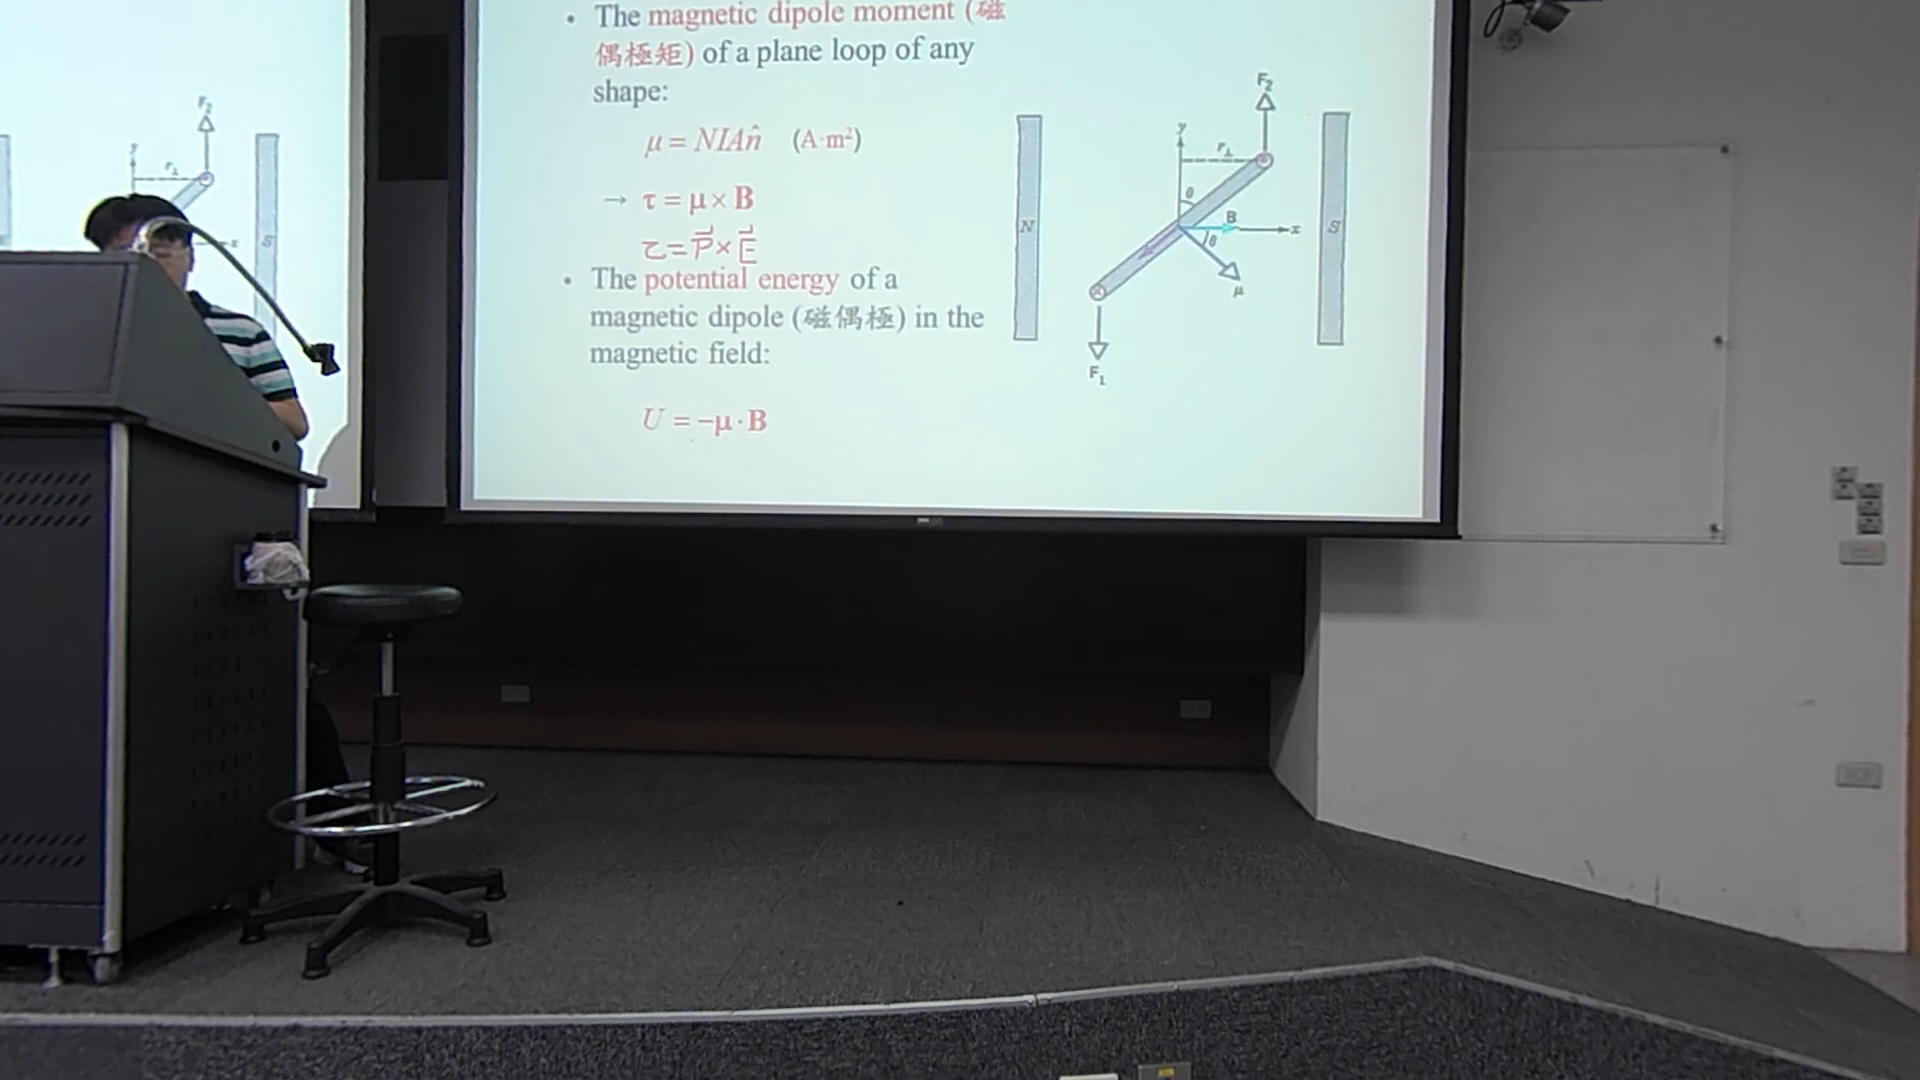 • The magnetic dipole moment (磁
偶極矩) of a plane loop of any
shape:
μ = NIAn̂ (A·m²)
→ τ = μ × B
τ = P⃗ × E⃗
• The potential energy of a
magnetic dipole (磁偶極) in the
magnetic field:
U = −μ · B
F₂
y
r⊥
θ
N
B
x
S
θ
μ
F₁
F₂
y
r⊥
x
S